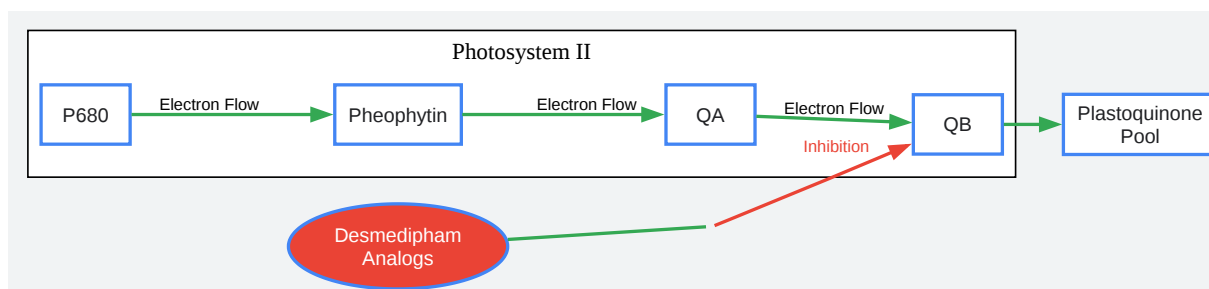 Photosystem II
P680
Electron Flow
Pheophytin
Electron Flow
QA
Electron Flow
QB
Plastoquinone
Pool
Inhibition
Desmedipham
Analogs